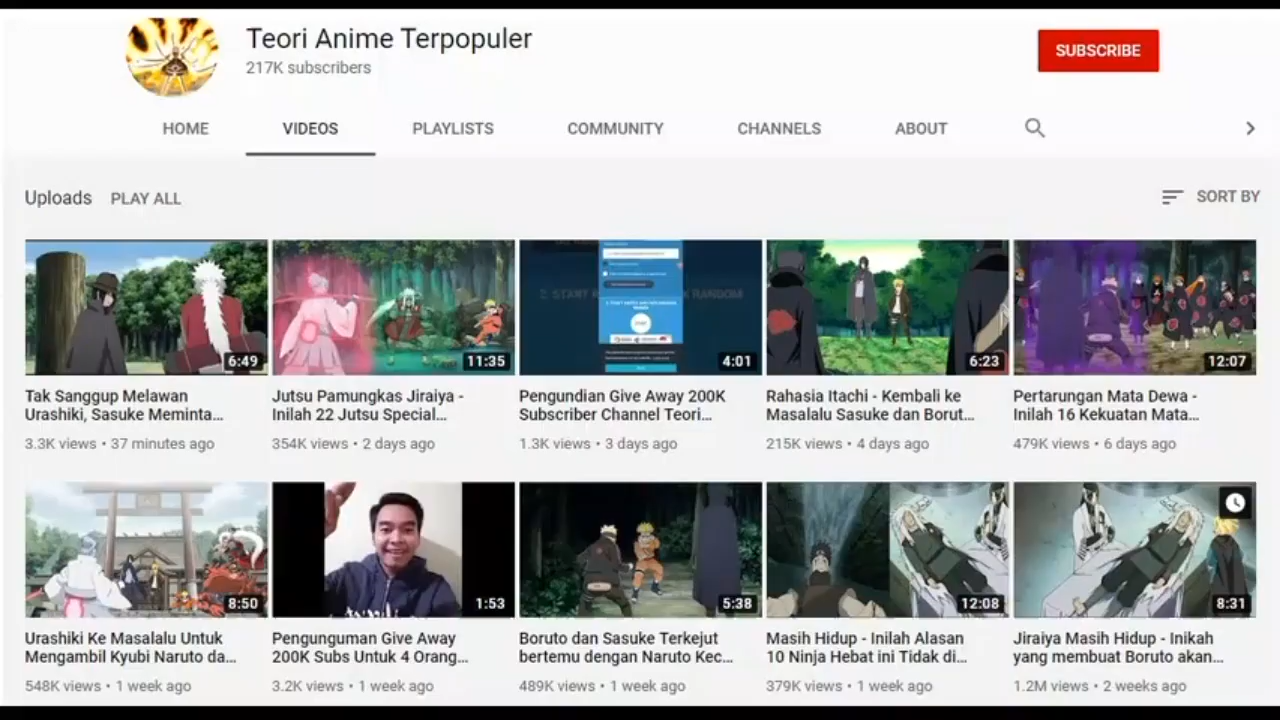 Teori Anime Terpopuler
217K subscribers
SUBSCRIBE
HOME VIDEOS PLAYLISTS COMMUNITY CHANNELS ABOUT
Uploads PLAY ALL SORT BY
6:49 11:35 4:01 6:23 12:07
Tak Sanggup Melawan
Urashiki, Sasuke Meminta...
3.3K views • 37 minutes ago
Jutsu Pamungkas Jiraiya -
Inilah 22 Jutsu Special...
354K views • 2 days ago
Pengundian Give Away 200K
Subscriber Channel Teori...
1.3K views • 3 days ago
Rahasia Itachi - Kembali ke
Masalalu Sasuke dan Borut...
215K views • 4 days ago
Pertarungan Mata Dewa -
Inilah 16 Kekuatan Mata...
479K views • 6 days ago
8:50 1:53 5:38 12:08 8:31
Urashiki Ke Masalalu Untuk
Mengambil Kyubi Naruto da...
548K views • 1 week ago
Pengunguman Give Away
200K Subs Untuk 4 Orang...
3.2K views • 1 week ago
Boruto dan Sasuke Terkejut
bertemu dengan Naruto Kec...
489K views • 1 week ago
Masih Hidup - Inilah Alasan
10 Ninja Hebat ini Tidak di...
379K views • 1 week ago
Jiraiya Masih Hidup - Inikah
yang membuat Boruto akan...
1.2M views • 2 weeks ago